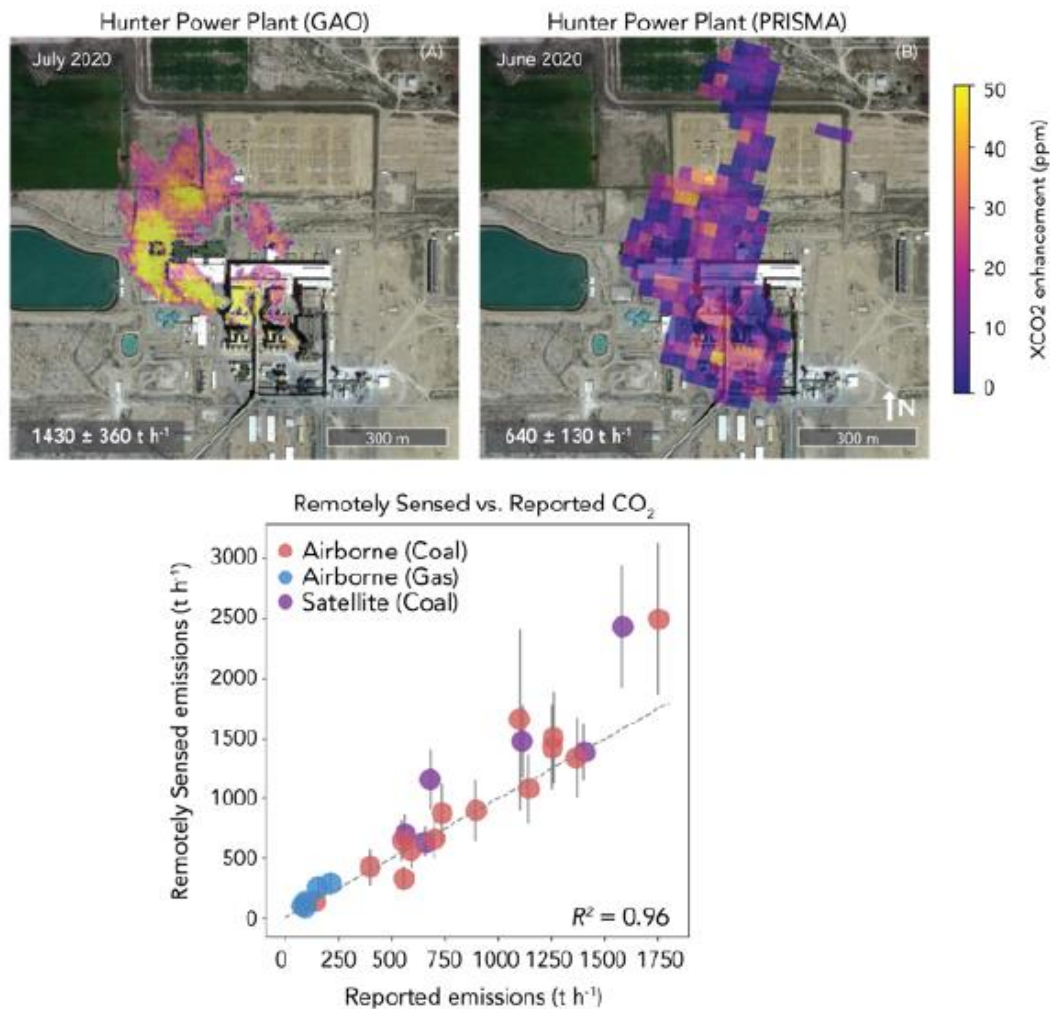 Hunter Power Plant (GAO)
Hunter Power Plant (PRISMA)
July 2020
(A)
June 2020
(B)
1430 ± 360 t h⁻¹
300 m
640 ± 130 t h⁻¹
N
300 m
50
40
30
20
10
0
XCO2 enhancement (ppm)
Remotely Sensed vs. Reported CO₂
Airborne (Coal)
Airborne (Gas)
Satellite (Coal)
3000
2500
2000
1500
1000
500
0
Remotely Sensed emissions (t h⁻¹)
R² = 0.96
0 250 500 750 1000 1250 1500 1750
Reported emissions (t h⁻¹)